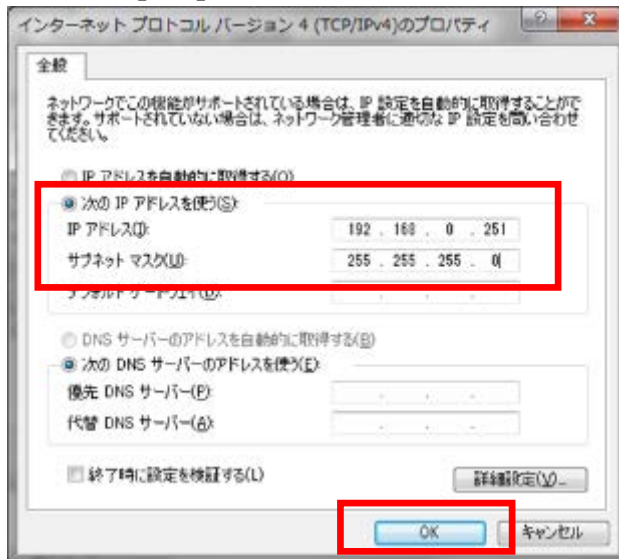 インターネット プロトコル バージョン 4 (TCP/IPv4)のプロパティ
全般
ネットワークでこの機能がサポートされている場合は、IP 設定を自動的に取得することがで
きます。サポートされていない場合は、ネットワーク管理者に適切な IP 設定を問い合わせ
てください。
IP アドレスを自動的に取得する(O)
次の IP アドレスを使う(S):
IP アドレス(I): 192 . 168 . 0 . 251
サブネット マスク(U): 255 . 255 . 255 . 0
デフォルト ゲートウェイ(D): . . .
DNS サーバーのアドレスを自動的に取得する(B)
次の DNS サーバーのアドレスを使う(E):
優先 DNS サーバー(P): . . .
代替 DNS サーバー(A): . . .
終了時に設定を検証する(L)
詳細設定(V)...
OK キャンセル